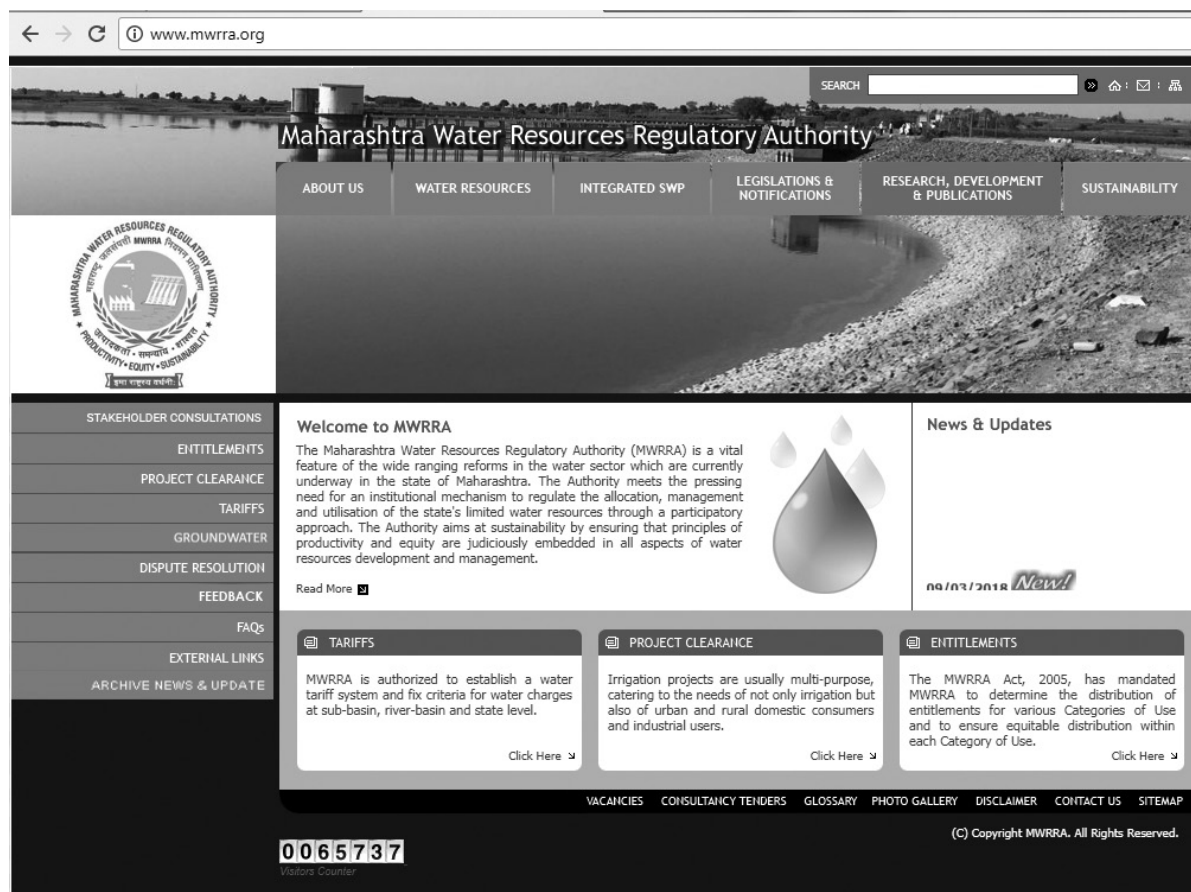 www.mwrra.org
SEARCH
Maharashtra Water Resources Regulatory Authority
ABOUT US
WATER RESOURCES
INTEGRATED SWP
LEGISLATIONS &
NOTIFICATIONS
RESEARCH, DEVELOPMENT
& PUBLICATIONS
SUSTAINABILITY
MAHARASHTRA WATER RESOURCES REGULATORY AUTHORITY
महाराष्ट्र जलसंपत्ती MWRRA नियमन प्राधिकरण
उत्पादकता · समन्याय · शाश्वत
PRODUCTIVITY · EQUITY · SUSTAINABILITY
STAKEHOLDER CONSULTATIONS
ENTITLEMENTS
PROJECT CLEARANCE
TARIFFS
GROUNDWATER
DISPUTE RESOLUTION
FEEDBACK
FAQs
EXTERNAL LINKS
ARCHIVE NEWS & UPDATE
Welcome to MWRRA
The Maharashtra Water Resources Regulatory Authority (MWRRA) is a vital
feature of the wide ranging reforms in the water sector which are currently
underway in the state of Maharashtra. The Authority meets the pressing
need for an institutional mechanism to regulate the allocation, management
and utilisation of the state's limited water resources through a participatory
approach. The Authority aims at sustainability by ensuring that principles of
productivity and equity are judiciously embedded in all aspects of water
resources development and management.
Read More
News & Updates
09/03/2018 New!
TARIFFS
MWRRA is authorized to establish a water
tariff system and fix criteria for water charges
at sub-basin, river-basin and state level.
Click Here
PROJECT CLEARANCE
Irrigation projects are usually multi-purpose,
catering to the needs of not only irrigation but
also of urban and rural domestic consumers
and industrial users.
Click Here
ENTITLEMENTS
The MWRRA Act, 2005, has mandated
MWRRA to determine the distribution of
entitlements for various Categories of Use
and to ensure equitable distribution within
each Category of Use.
Click Here
VACANCIES CONSULTANCY TENDERS GLOSSARY PHOTO GALLERY DISCLAIMER CONTACT US SITEMAP
(C) Copyright MWRRA. All Rights Reserved.
0065737
Visitors Counter